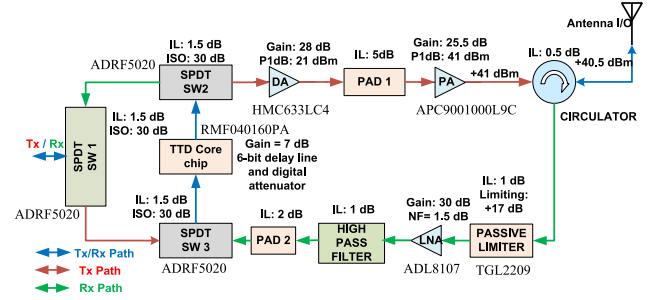 Antenna I/O
IL: 1.5 dB
ISO: 30 dB
Gain: 28 dB
P1dB: 21 dBm
IL: 5dB
Gain: 25,5 dB
P1dB: 41 dBm
+41 dBm
IL: 0.5 dB
+40,5 dBm
ADRF5020
SPDT
SW2
DA
PAD 1
PA
HMC633LC4
APC9001000L9C
CIRCULATOR
IL: 1.5 dB
ISO: 30 dB
RMF040160PA
Tx / Rx
SPDT
SW 1
TTD Core
chip
Gain = 7 dB
6-bit delay line
and digital
attenuator
ADRF5020
IL: 1.5 dB
ISO: 30 dB
IL: 2 dB
IL: 1 dB
Gain: 30 dB
NF= 1.5 dB
IL: 1 dB
Limiting:
+17 dBm
SPDT
SW 3
PAD 2
HIGH
PASS
FILTER
LNA
PASSIVE
LIMITER
ADRF5020
ADL8107
TGL2209
Tx/Rx Path
Tx Path
Rx Path